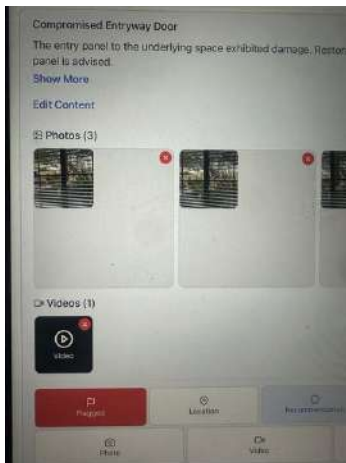 Compromised Entryway Door
The entry panel to the underlying space exhibited damage. Restor
panel is advised.
Show More
Edit Content
Photos (3)
Videos (1)
Video
Flagged
Location
Photo
Video